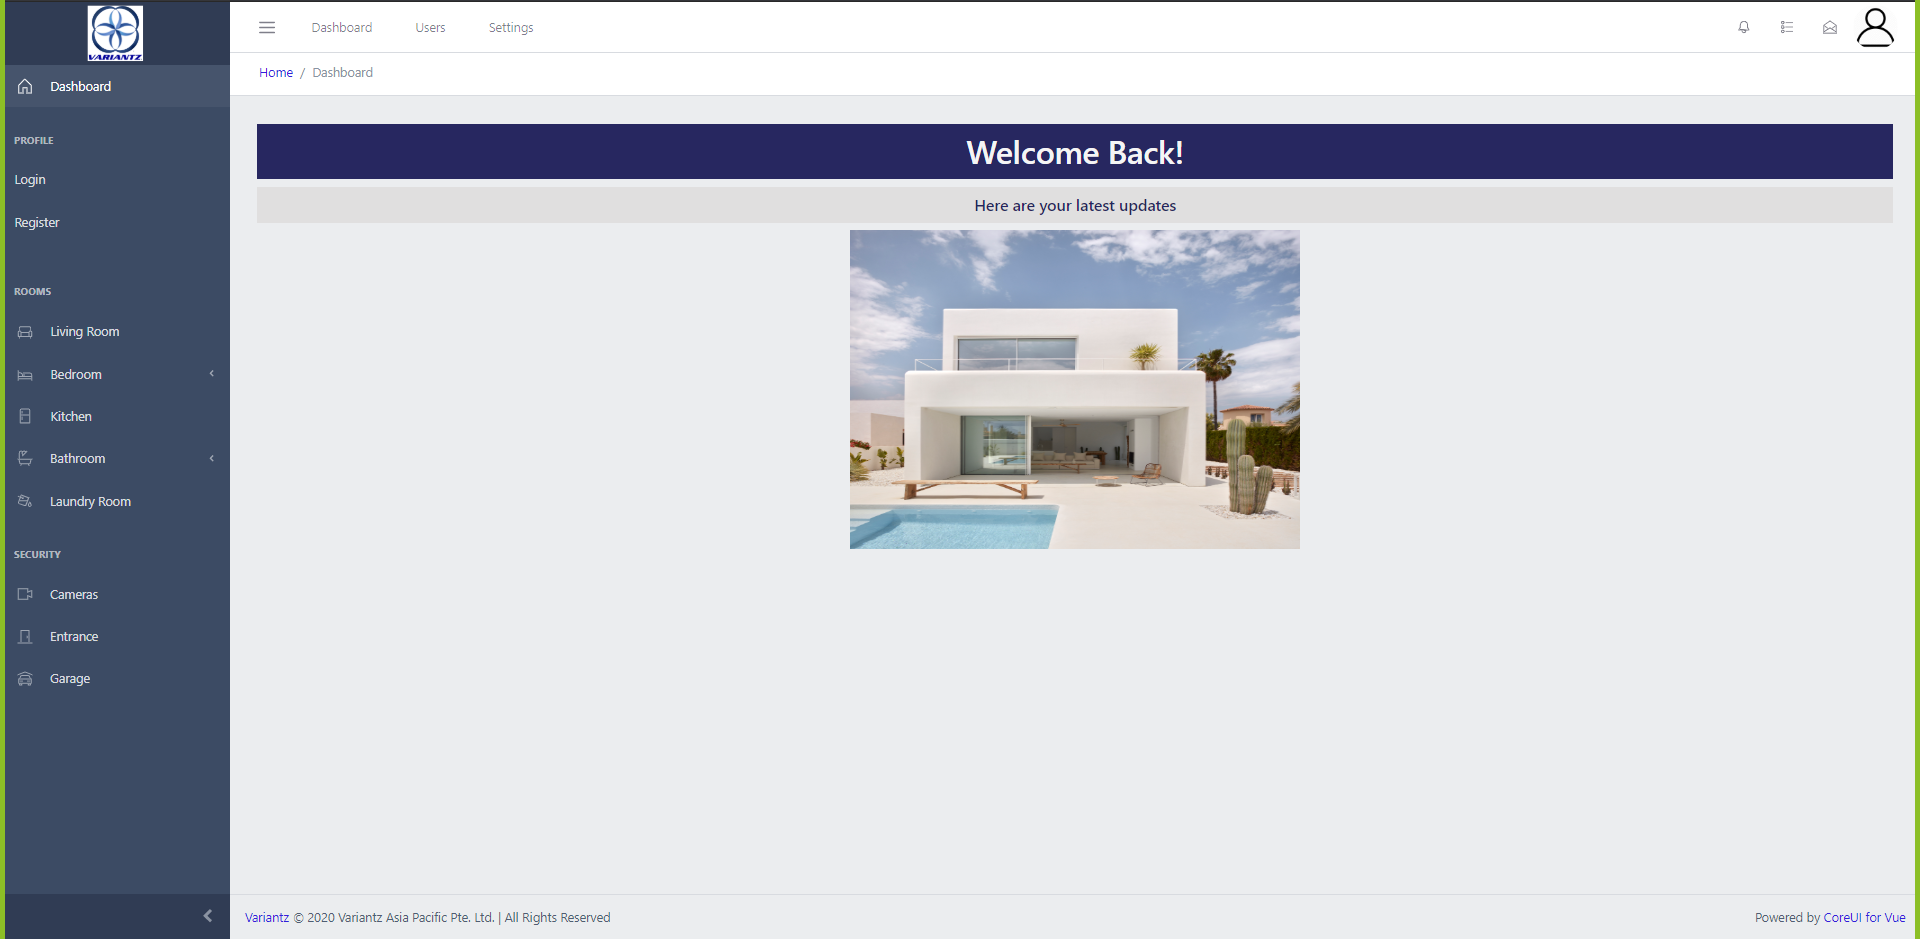 VARIANTZ
Dashboard
PROFILE
Login
Register
ROOMS
Living Room
Bedroom
Kitchen
Bathroom
Laundry Room
SECURITY
Cameras
Entrance
Garage
Dashboard Users Settings
Home / Dashboard
Welcome Back!
Here are your latest updates
Variantz © 2020 Variantz Asia Pacific Pte. Ltd. | All Rights Reserved
Powered by CoreUI for Vue